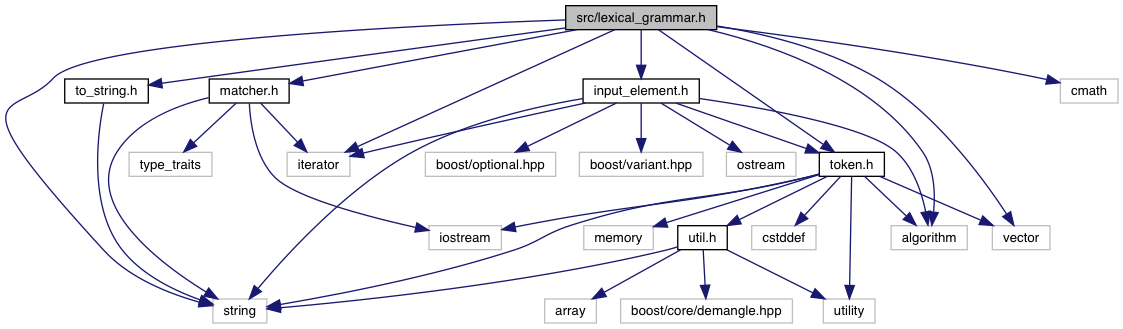 src/lexical_grammar.h
to_string.h
matcher.h
input_element.h
cmath
type_traits
iterator
boost/optional.hpp
boost/variant.hpp
ostream
token.h
iostream
memory
util.h
cstddef
algorithm
vector
string
array
boost/core/demangle.hpp
utility